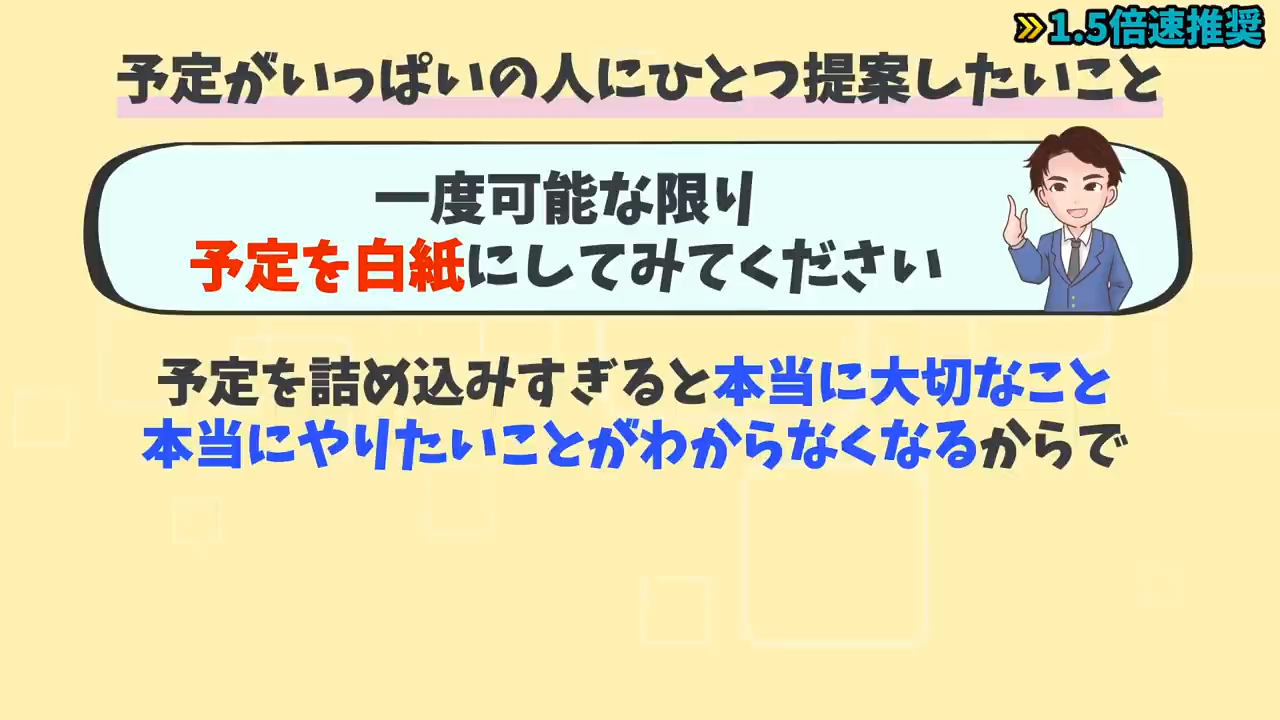 »1.5倍速推奨
予定がいっぱいの人にひとつ提案したいこと
一度可能な限り
予定を白紙にしてみてください
予定を詰め込みすぎると本当に大切なこと
本当にやりたいことがわからなくなるからで